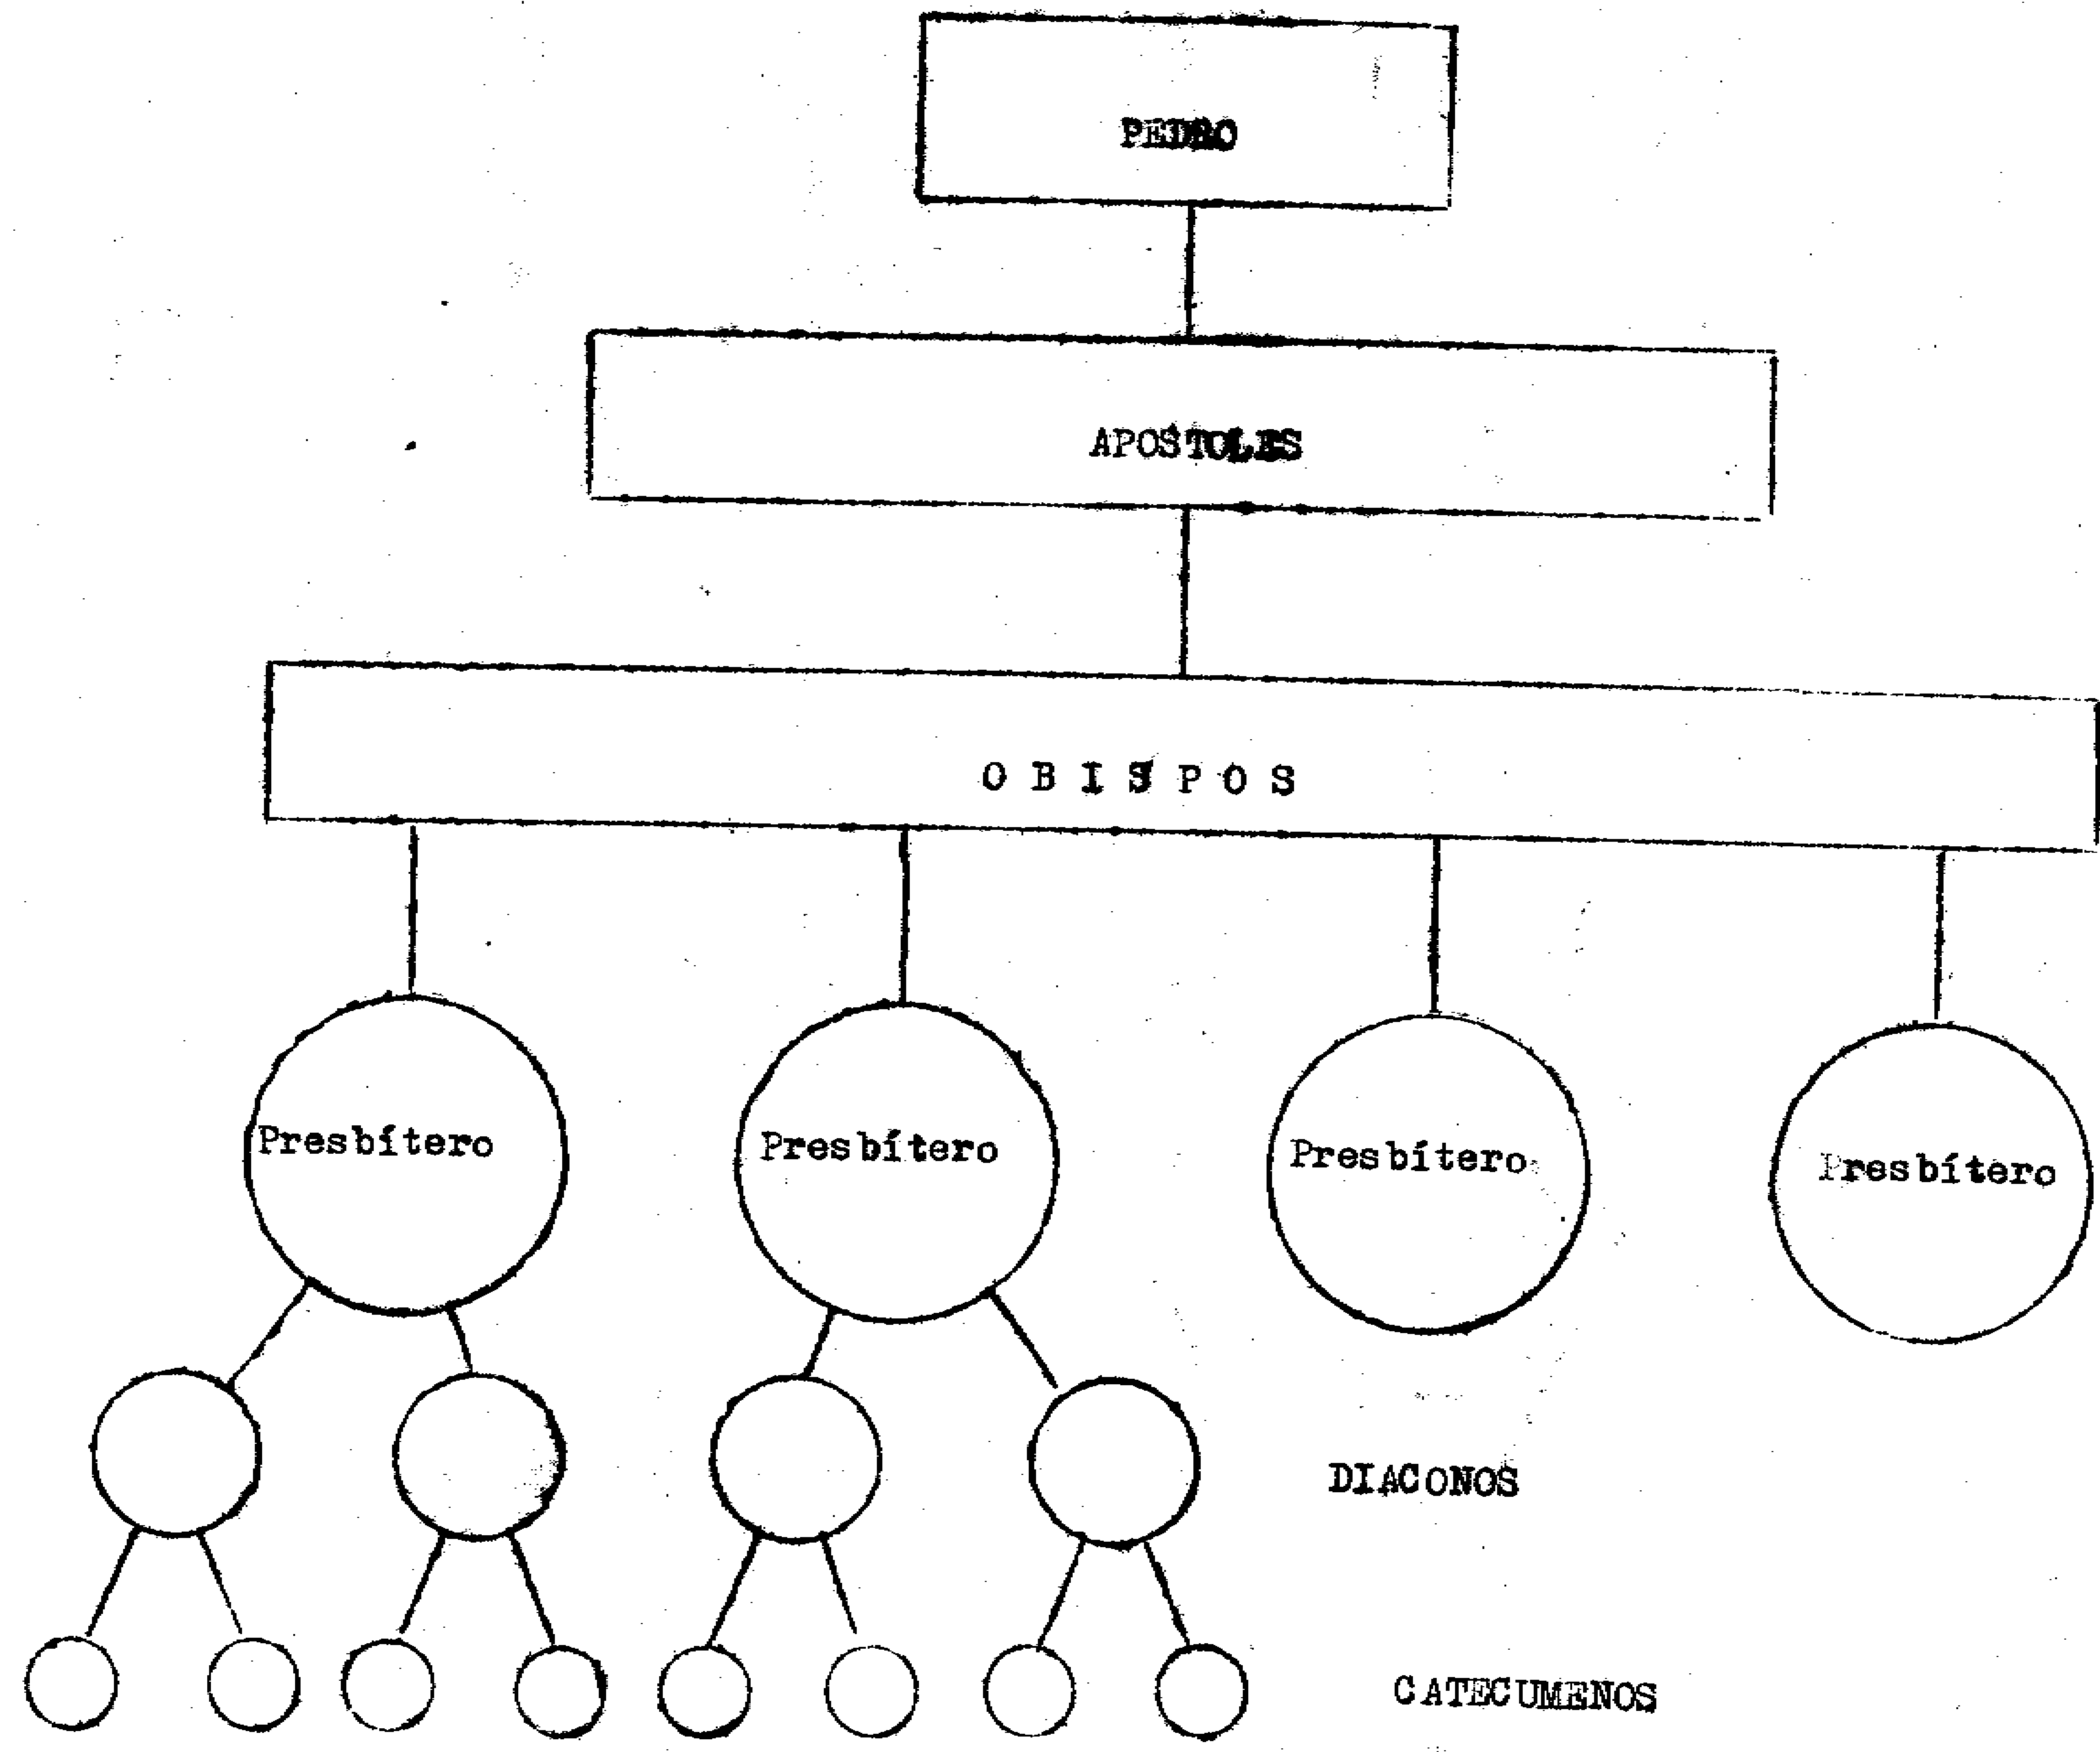 PEDRO
APOSTOLES
O B I S P O S
Presbítero Presbítero Presbítero Presbítero
DIACONOS
CATECUMENOS